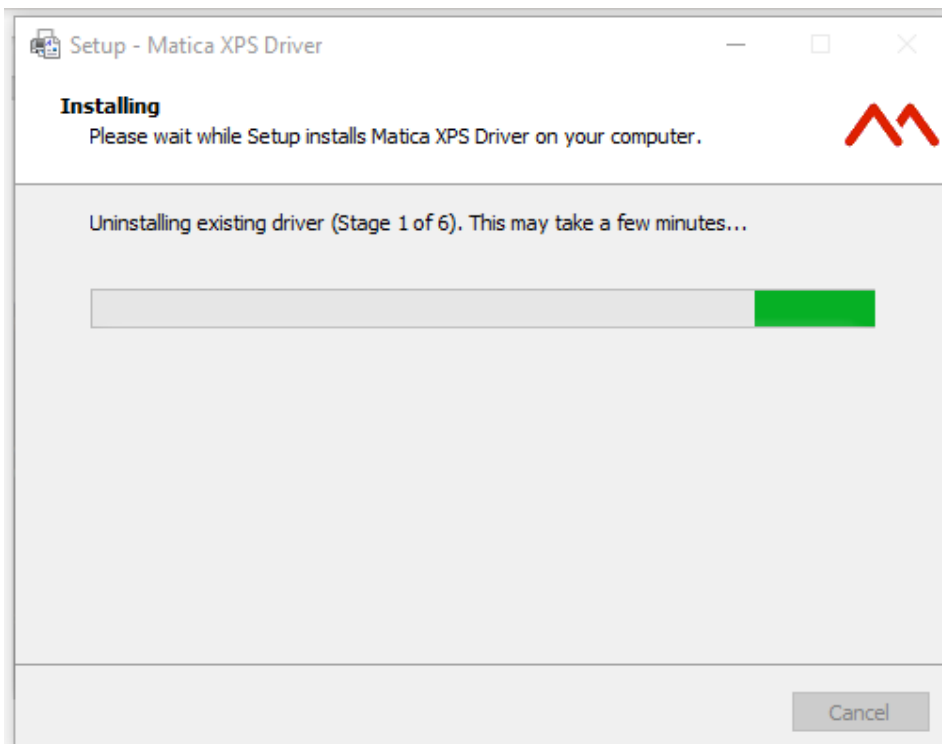 Setup - Matica XPS Driver
Installing
Please wait while Setup installs Matica XPS Driver on your computer.
Uninstalling existing driver (Stage 1 of 6). This may take a few minutes...
Cancel